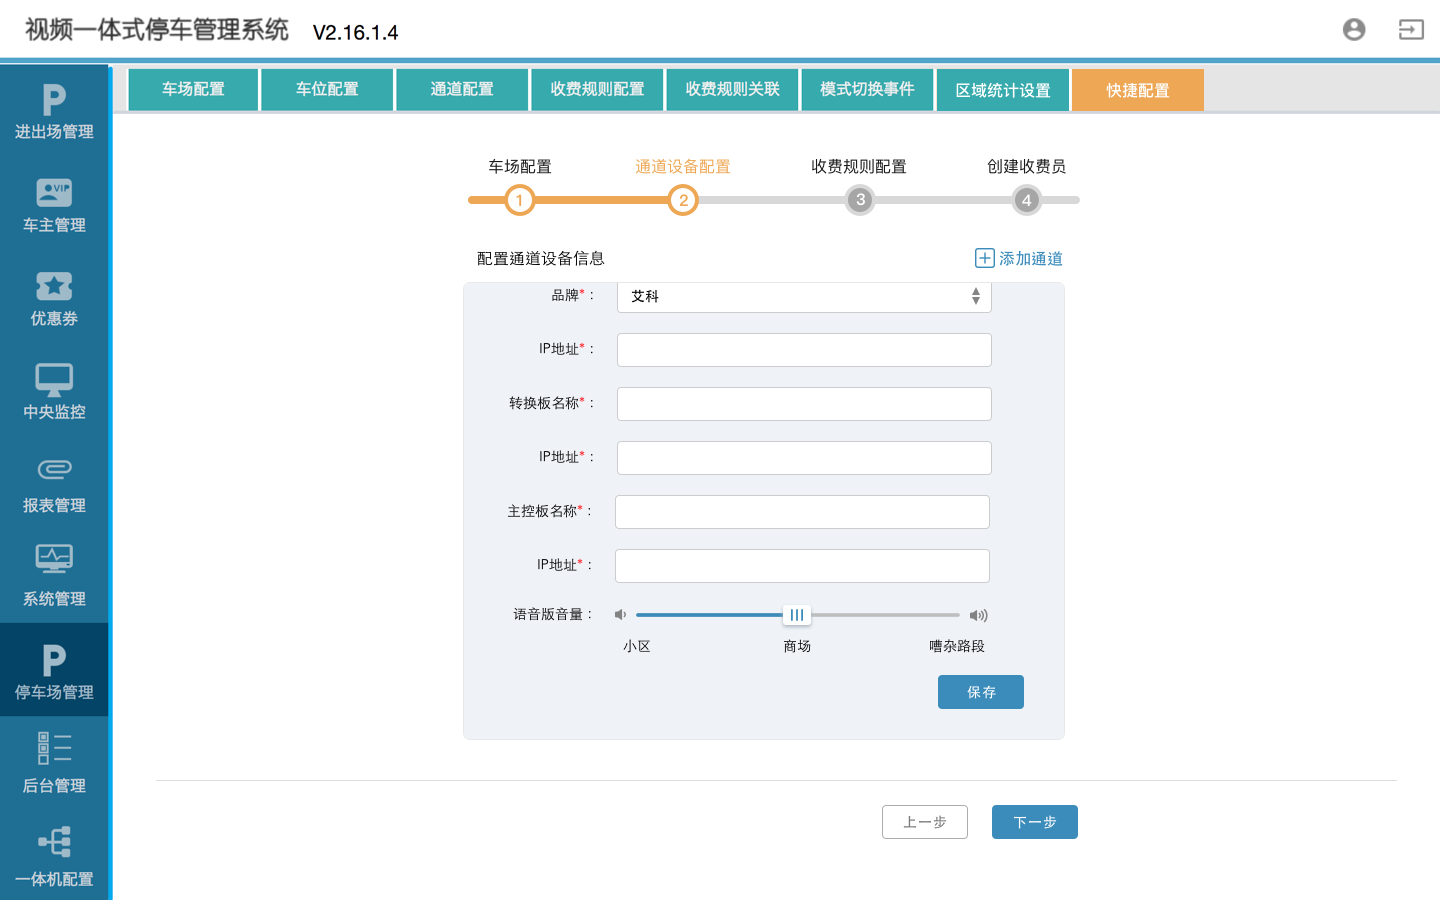 视频一体式停车管理系统 V2.16.1.4
车场配置 车位配置 通道配置 收费规则配置 收费规则关联 模式切换事件 区域统计设置 快捷配置
P
进出场管理
VIP
车主管理
优惠券
中央监控
报表管理
系统管理
P
停车场管理
后台管理
一体机配置
车场配置 通道设备配置 收费规则配置 创建收费员
1 2 3 4
配置通道设备信息 添加通道
品牌*： 艾科
IP地址*：
转换板名称*：
IP地址*：
主控板名称*：
IP地址*：
语音版音量：
小区 商场 嘈杂路段
保存
上一步 下一步